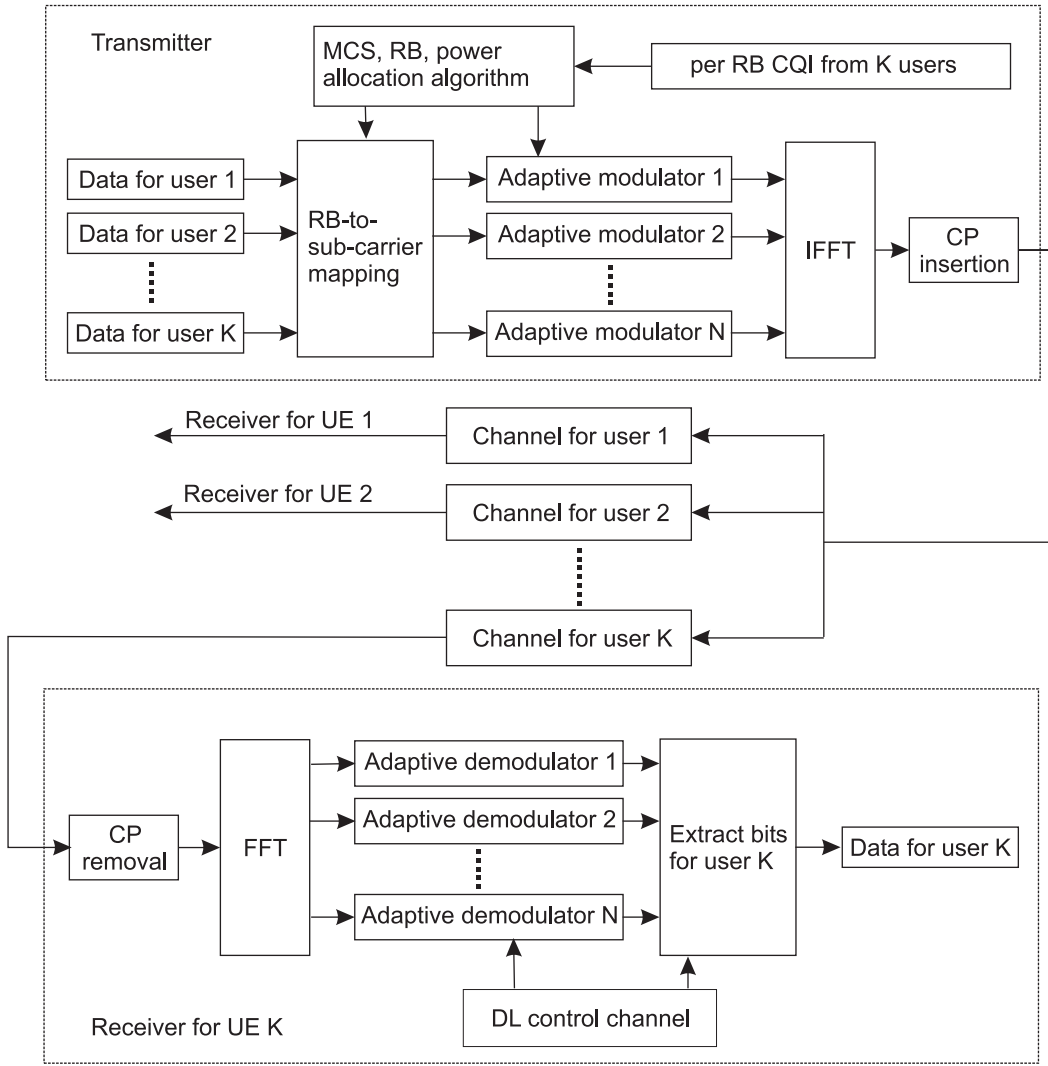 Transmitter
MCS, RB, power
allocation algorithm
per RB CQI from K users
Data for user 1
Data for user 2
Data for user K
RB-to-
sub-carrier
mapping
Adaptive modulator 1
Adaptive modulator 2
Adaptive modulator N
IFFT
CP
insertion
Receiver for UE 1
Channel for user 1
Receiver for UE 2
Channel for user 2
Channel for user K
CP
removal
FFT
Adaptive demodulator 1
Adaptive demodulator 2
Adaptive demodulator N
Extract bits
for user K
Data for user K
DL control channel
Receiver for UE K